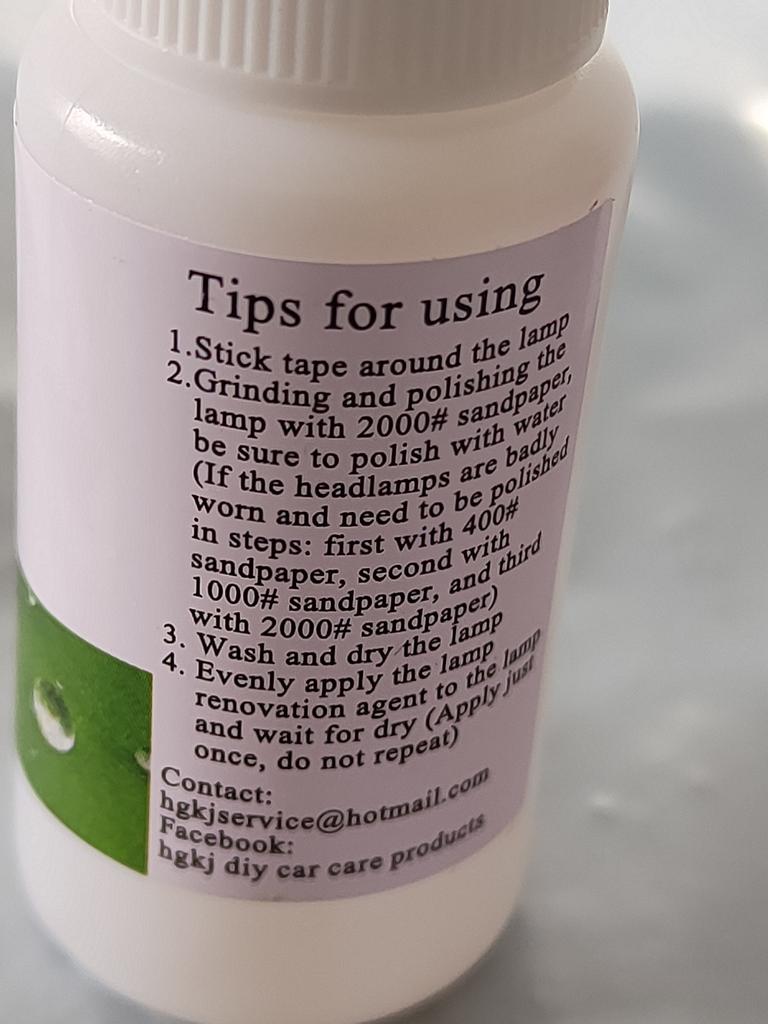 Tips for using
1.Stick tape around the lamp
2.Grinding and polishing the
lamp with 2000# sandpaper,
be sure to polish with water
(If the headlamps are badly
worn and need to be polished
in steps: first with 400#
sandpaper, second with
1000# sandpaper, and third
with 2000# sandpaper)
3. Wash and dry the lamp
4. Evenly apply the lamp
renovation agent to the lamp
and wait for dry (Apply just
once, do not repeat)
Contact:
hgkjservice@hotmail.com
Facebook:
hgkj diy car care products